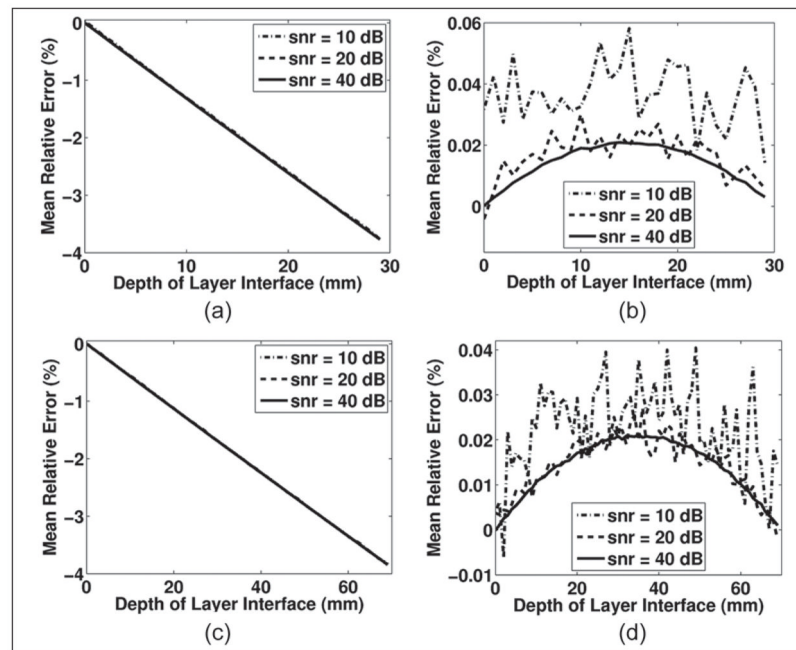 0
-1
-2
-3
-4
Mean Relative Error (%)
snr = 10 dB
snr = 20 dB
snr = 40 dB
0 10 20 30
Depth of Layer Interface (mm)
(a)
0.06
0.04
0.02
0
Mean Relative Error (%)
snr = 10 dB
snr = 20 dB
snr = 40 dB
0 10 20 30
Depth of Layer Interface (mm)
(b)
0
-1
-2
-3
-4
Mean Relative Error (%)
snr = 10 dB
snr = 20 dB
snr = 40 dB
0 20 40 60
Depth of Layer Interface (mm)
(c)
0.04
0.03
0.02
0.01
0
-0.01
Mean Relative Error (%)
snr = 10 dB
snr = 20 dB
snr = 40 dB
0 20 40 60
Depth of Layer Interface (mm)
(d)